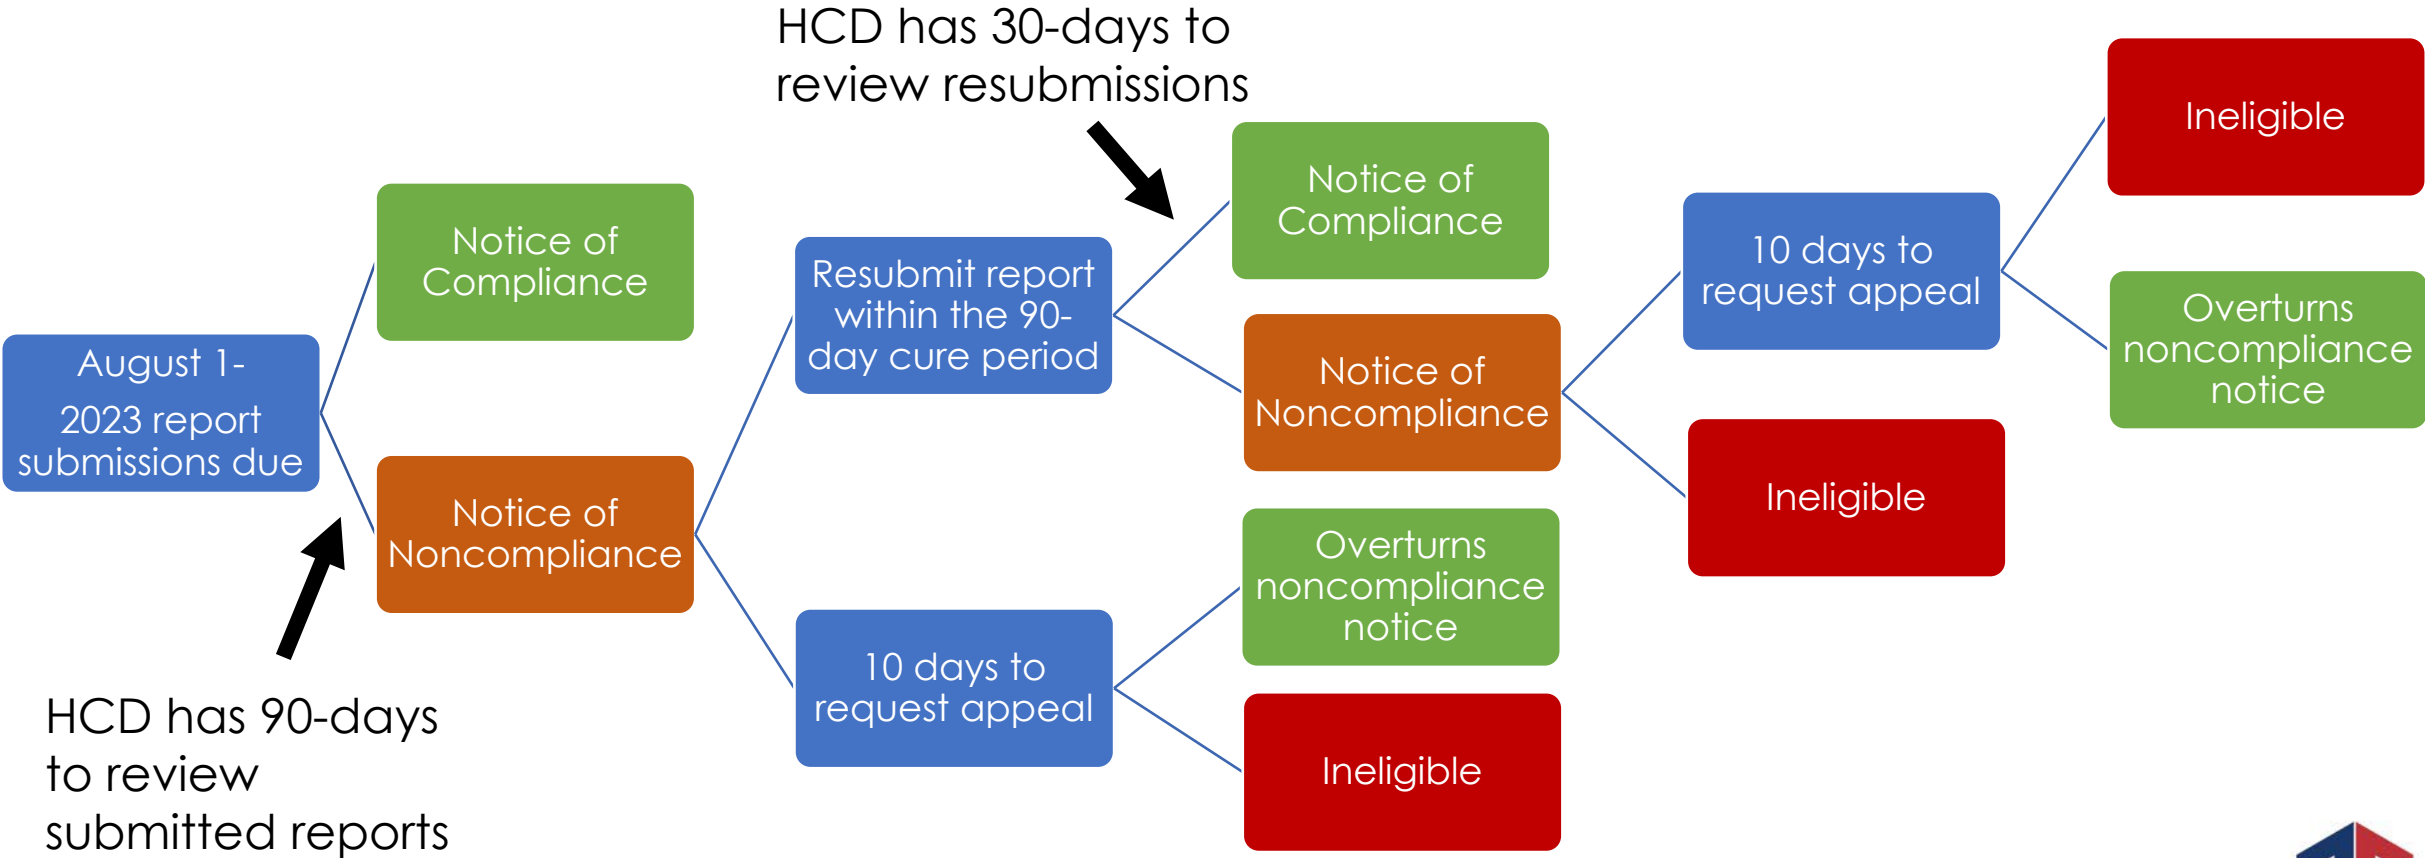 HCD has 30-days to
review resubmissions
August 1-
2023 report
submissions due
HCD has 90-days
to review
submitted reports
Notice of
Compliance
Notice of
Noncompliance
Resubmit report
within the 90-
day cure period
10 days to
request appeal
Notice of
Compliance
Notice of
Noncompliance
Overturns
noncompliance
notice
Ineligible
10 days to
request appeal
Ineligible
Ineligible
Overturns
noncompliance
notice